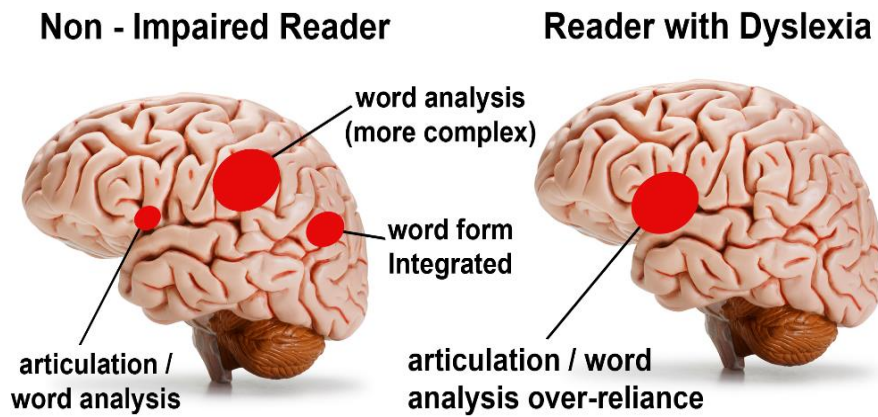 Non - Impaired Reader
Reader with Dyslexia
word analysis
(more complex)
word form
Integrated
articulation /
word analysis
articulation / word
analysis over-reliance